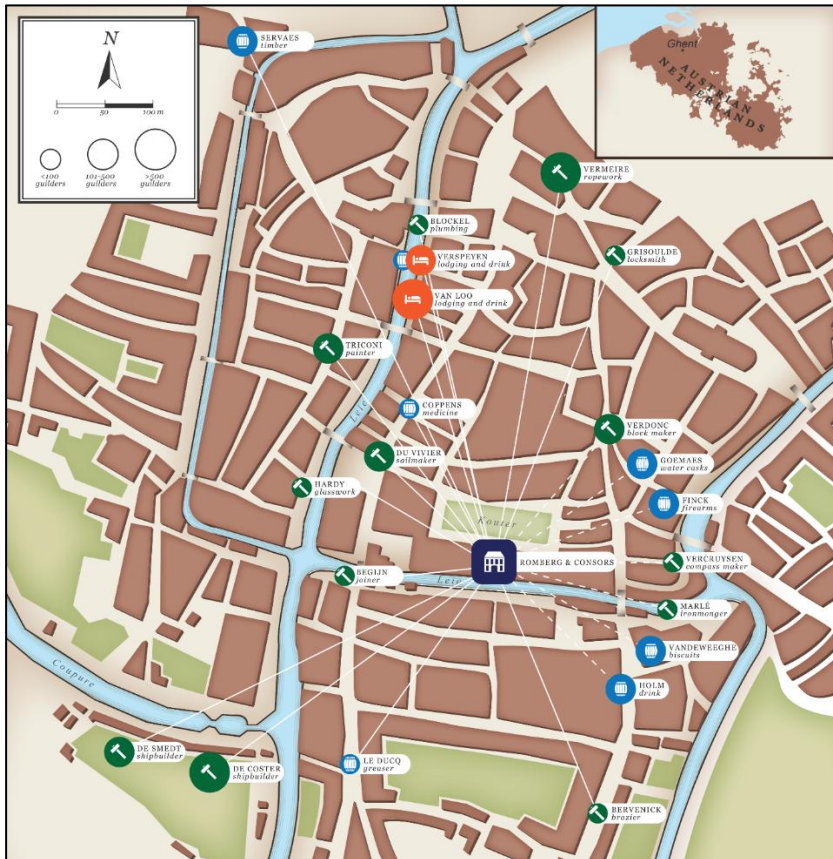 N
0 50 100 m
<100
guilders
101-500
guilders
>500
guilders
Ghent
AUSTRIAN
NETHERLANDS
SERVAES
timber
VERMEIRE
ropework
BLOCKEL
plumbing
VERSPEYEN
lodging and drink
GRISOULDE
locksmith
VAN LOO
lodging and drink
TRICONI
painter
Leie
COPPENS
medicine
VERDONC
block maker
DU VIVIER
sailmaker
GOEMAES
water casks
HARDY
glasswork
FINCK
firearms
Kouter
ROMBERG & CONSORS
VERCRUYSEN
compass maker
BEGIJN
joiner
Leie
MARLÉ
ironmonger
VANDEWEEGHE
biscuits
Coupure
HOLM
drink
DE SMEDT
shipbuilder
DE COSTER
shipbuilder
LE DUCQ
greaser
BERVENICK
brazier